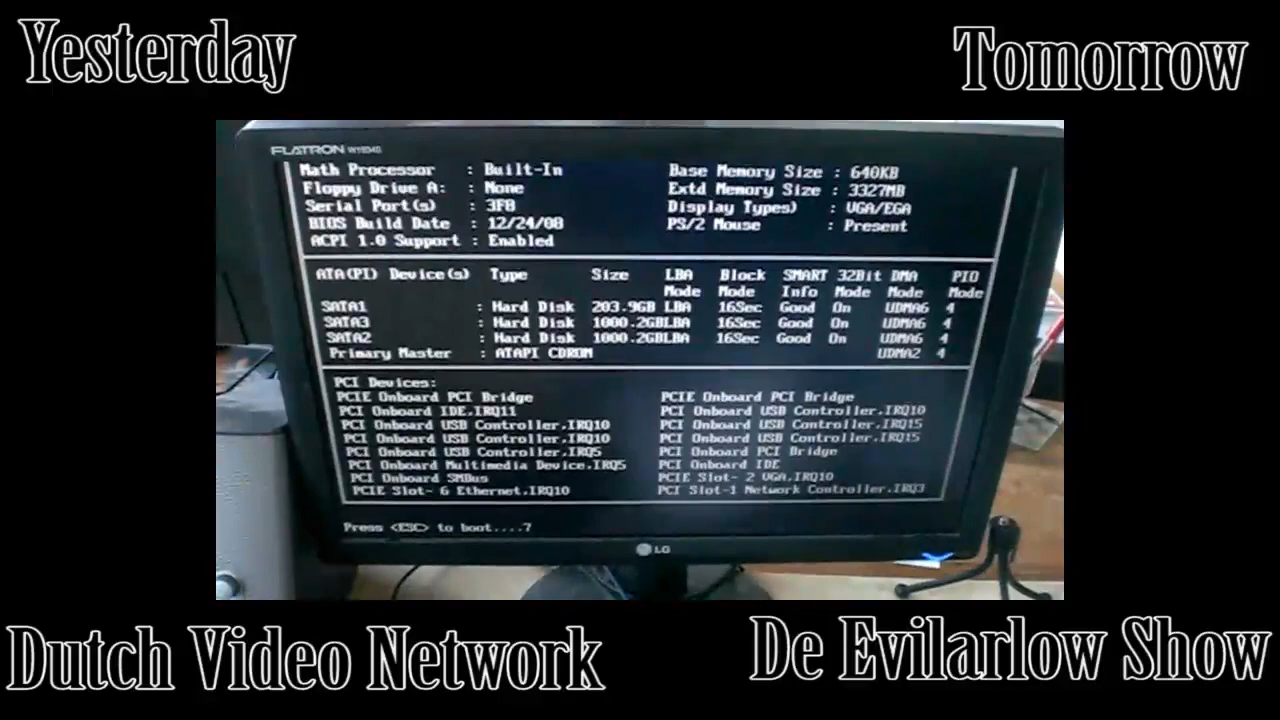 Yesterday
Tomorrow
FLATRON
Math Processor : Built-In Base Memory Size : 640KB
Floppy Drive A: : None Extd Memory Size : 3327MB
Serial Port(s) : 3F8 Display Type(s) : VGA/EGA
BIOS Build Date : 12/24/08 PS/2 Mouse : Present
ACPI 1.0 Support : Enabled
ATA(PI) Device(s) Type Size LBA Block SMART 32Bit DMA PIO
Mode Mode Info Mode Mode Mode
SATA1 : Hard Disk 203.9GB LBA 16Sec Good On UDMA6 4
SATA3 : Hard Disk 1000.2GBLBA 16Sec Good On UDMA6 4
SATA2 : Hard Disk 1000.2GBLBA 16Sec Good On UDMA6 4
Primary Master : ATAPI CDROM UDMA2 4
PCI Devices:
PCIE Onboard PCI Bridge PCIE Onboard PCI Bridge
PCI Onboard IDE,IRQ11 PCI Onboard USB Controller,IRQ10
PCI Onboard USB Controller,IRQ10 PCI Onboard USB Controller,IRQ15
PCI Onboard USB Controller,IRQ10 PCI Onboard USB Controller,IRQ15
PCI Onboard USB Controller,IRQ5 PCI Onboard PCI Bridge
PCI Onboard Multimedia Device,IRQ5 PCI Onboard IDE
PCI Onboard SMBus PCIE Slot- 2 VGA,IRQ10
PCIE Slot- 6 Ethernet,IRQ10 PCI Slot-1 Network Controller,IRQ3
Press <ESC> to boot....7
LG
Dutch Video Network
De Evilarlow Show